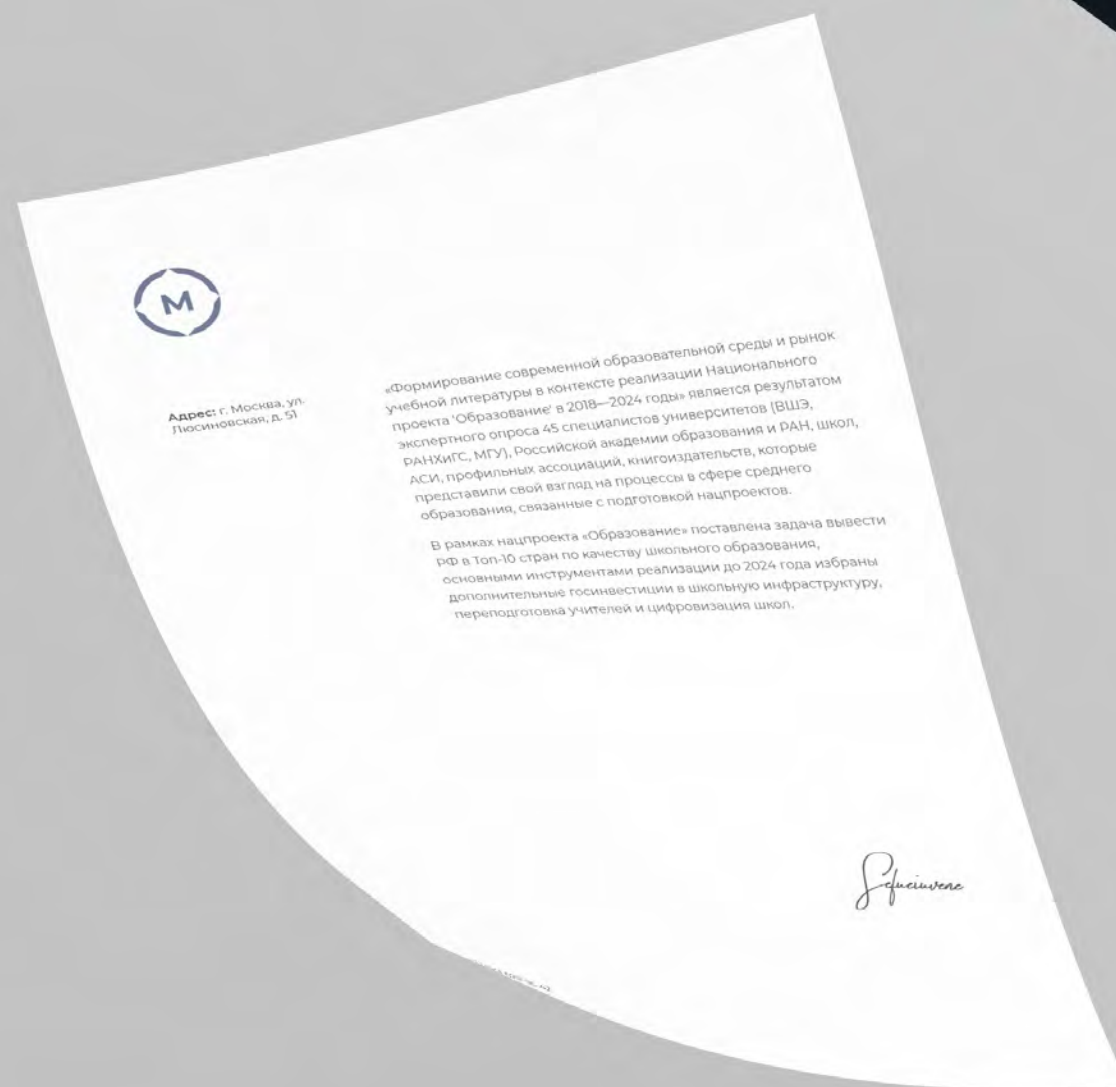 М
Адрес: г. Москва, ул.
Люсиновская, д. 51
«Формирование современной образовательной среды и рынок
учебной литературы в контексте реализации Национального
проекта 'Образование' в 2018—2024 годы» является результатом
экспертного опроса 45 специалистов университетов (ВШЭ,
РАНХиГС, МГУ), Российской академии образования и РАН, школ,
АСИ, профильных ассоциаций, книгоиздательств, которые
представили свой взгляд на процессы в сфере среднего
образования, связанные с подготовкой нацпроектов.
В рамках нацпроекта «Образование» поставлена задача вывести
РФ в Топ-10 стран по качеству школьного образования,
основными инструментами реализации до 2024 года избраны
дополнительные госинвестиции в школьную инфраструктуру,
переподготовка учителей и цифровизация школ.